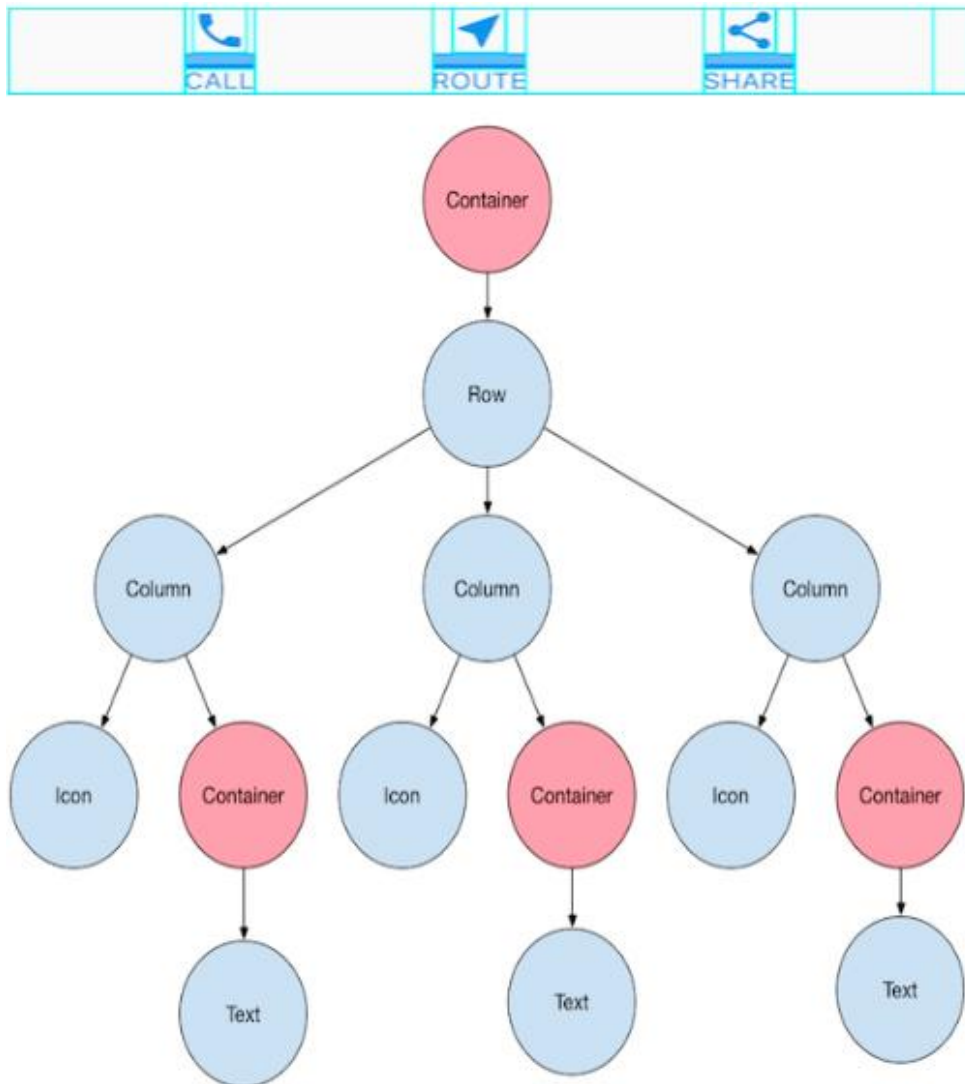 CALL ROUTE SHARE
Container
Row
Column Column Column
Icon Container Icon Container Icon Container
Text Text Text